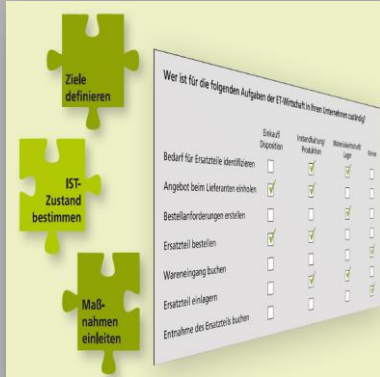 Ziele
definieren
IST-
Zustand
bestimmen
Maß-
nahmen
einleiten
Wer ist für die folgenden Aufgaben der ET-Wirtschaft in Ihrem Unternehmen zuständig?
Einkauf/
Disposition
Instandhaltung/
Produktion
Materialwirtschaft/
Lager
Keiner
Bedarf für Ersatzteile identifizieren
Angebot beim Lieferanten einholen
Bestellanforderungen erstellen
Ersatzteil bestellen
Wareneingang buchen
Ersatzteil einlagern
Entnahme des Ersatzteils buchen